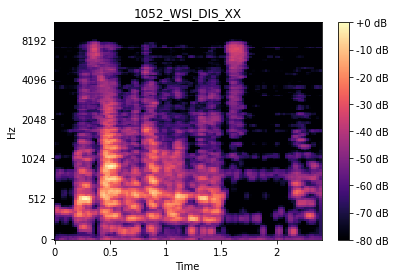 1052_WSI_DIS_XX
+0 dB
8192
-10 dB
4096
-20 dB
-30 dB
2048
Hz
-40 dB
1024
-50 dB
512
-60 dB
-70 dB
0
-80 dB
0 0.5 1 1.5 2
Time